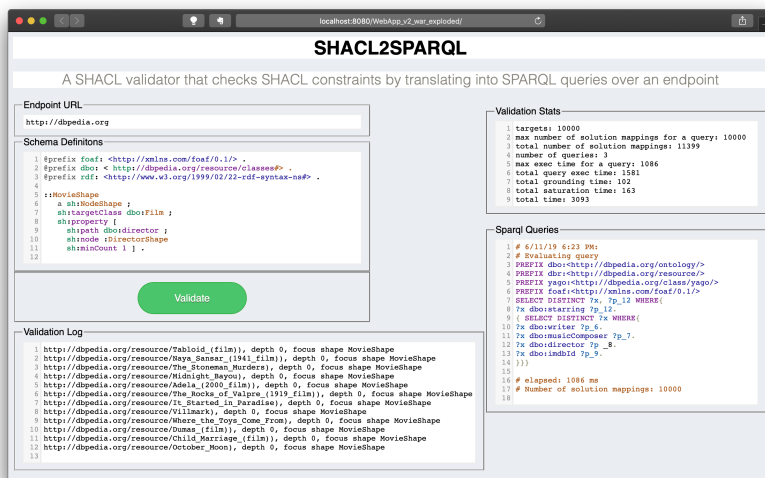 localhost:8080/WebApp_v2_war_exploded/
SHACL2SPARQL
A SHACL validator that checks SHACL constraints by translating into SPARQL queries over an endpoint
Endpoint URL
http://dbpedia.org
Schema Definitons
1 @prefix foaf: <http://xmlns.com/foaf/0.1/> .
2 @prefix dbo: < http://dbpedia.org/resource/classes#> .
3 @prefix rdf: <http://www.w3.org/1999/02/22-rdf-syntax-ns#> .
4
5 ::MovieShape
6 a sh:NodeShape ;
7 sh:targetClass dbo:Film ;
8 sh:property [
9 sh:path dbo:director ;
10 sh:node :DirectorShape
11 sh:minCount 1 ] .
12
Validate
Validation Log
1 http://dbpedia.org/resource/Tabloid_(film)), depth 0, focus shape MovieShape
2 http://dbpedia.org/resource/Naya_Sansar_(1941_film)), depth 0, focus shape MovieShape
3 http://dbpedia.org/resource/The_Stoneman_Murders), depth 0, focus shape MovieShape
4 http://dbpedia.org/resource/Midnight_Bayou), depth 0, focus shape MovieShape
5 http://dbpedia.org/resource/Adela_(2000_film)), depth 0, focus shape MovieShape
6 http://dbpedia.org/resource/The_Rocks_of_Valpre_(1919_film)), depth 0, focus shape MovieShape
7 http://dbpedia.org/resource/It_Started_in_Paradise), depth 0, focus shape MovieShape
8 http://dbpedia.org/resource/Villmark), depth 0, focus shape MovieShape
9 http://dbpedia.org/resource/Where_the_Toys_Come_From), depth 0, focus shape MovieShape
10 http://dbpedia.org/resource/Dumas_(film)), depth 0, focus shape MovieShape
11 http://dbpedia.org/resource/Child_Marriage_(film)), depth 0, focus shape MovieShape
12 http://dbpedia.org/resource/October_Moon), depth 0, focus shape MovieShape
13
Validation Stats
1 targets: 10000
2 max number of solution mappings for a query: 10000
3 total number of solution mappings: 11399
4 number of queries: 3
5 max exec time for a query: 1086
6 total query exec time: 1581
7 total grounding time: 102
8 total saturation time: 163
9 total time: 3093
Sparql Queries
1 # 6/11/19 6:23 PM:
2 # Evaluating query
3 PREFIX dbo:<http://dbpedia.org/ontology/>
4 PREFIX dbr:<http://dbpedia.org/resource/>
5 PREFIX yago:<http://dbpedia.org/class/yago/>
6 PREFIX foaf:<http://xmlns.com/foaf/0.1/>
7 SELECT DISTINCT ?x, ?p_12 WHERE{
8 ?x dbo:starring ?p_12.
9 { SELECT DISTINCT ?x WHERE{
10 ?x dbo:writer ?p_6.
11 ?x dbo:musicComposer ?p_7.
12 ?x dbo:director ?p _8.
13 ?x dbo:imdbId ?p_9.
14 }}}
15
16 # elapsed: 1086 ms
17 # Number of solution mappings: 10000
18